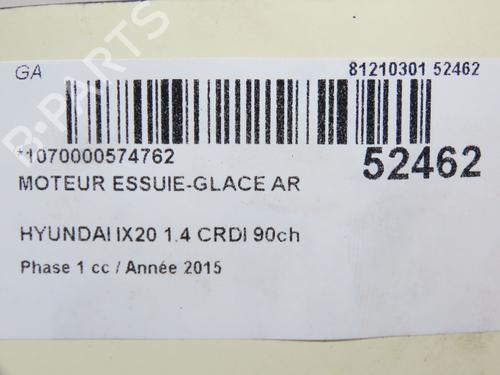 GA
81210301 52462
*1070000574762
52462
MOTEUR ESSUIE-GLACE AR
HYUNDAI IX20 1.4 CRDI 90ch
Phase 1 cc / Année 2015
B-PARTS